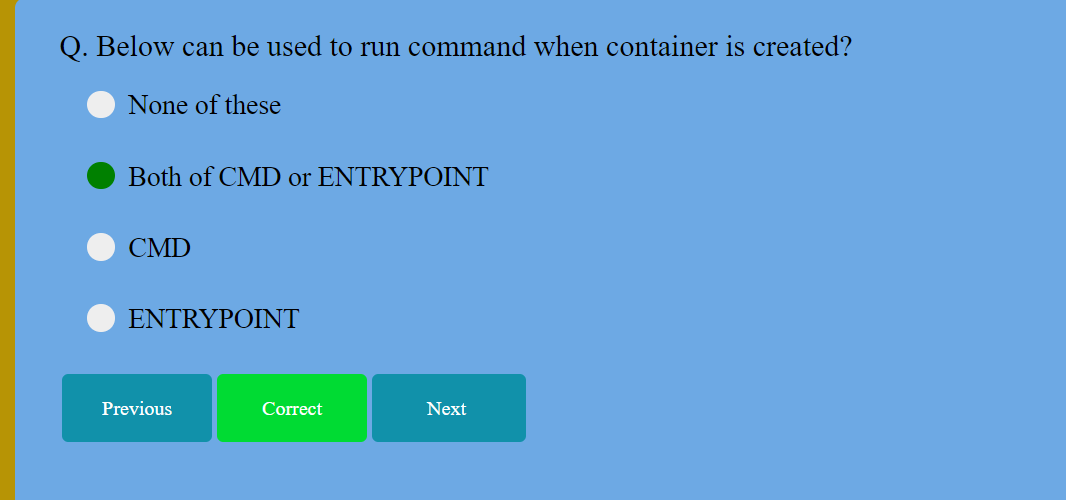 Q. Below can be used to run command when container is created?
None of these
Both of CMD or ENTRYPOINT
CMD
ENTRYPOINT
Previous
Correct
Next